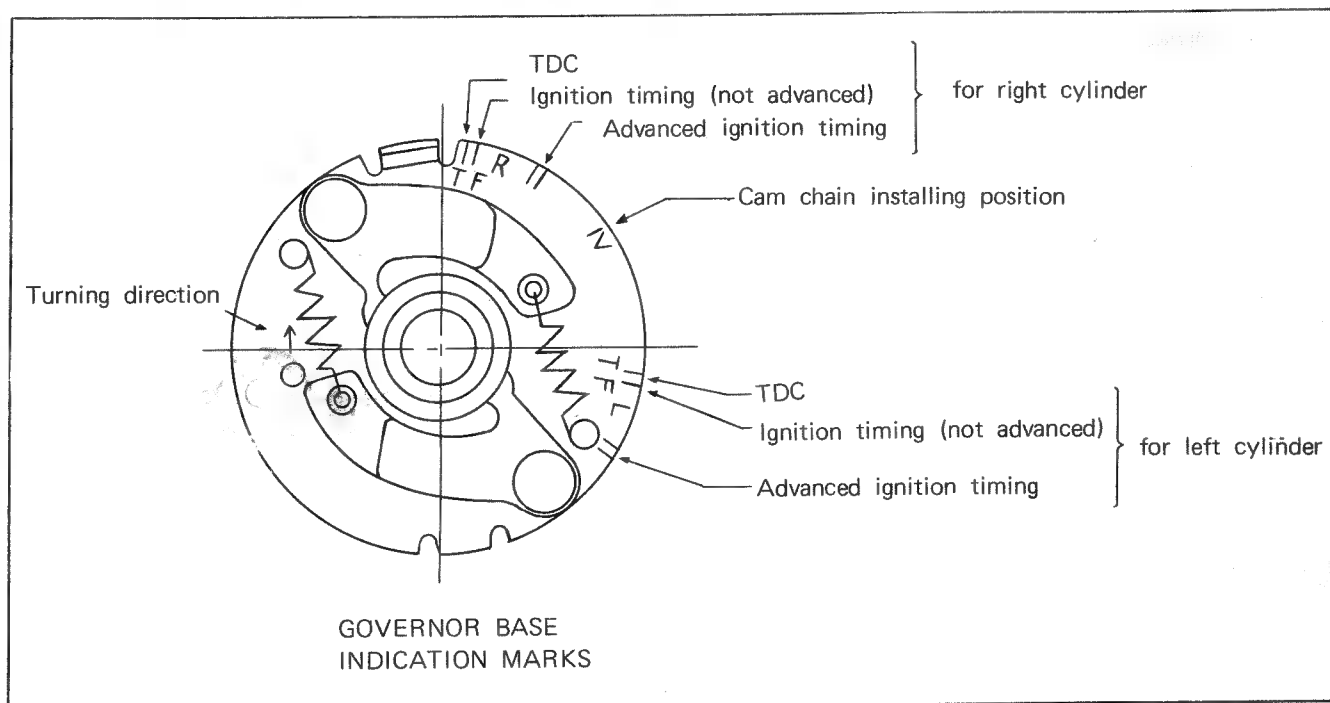 TDC
Ignition timing (not advanced)
Advanced ignition timing
for right cylinder
T F R
Cam chain installing position
N
Turning direction
T
F
L
TDC
Ignition timing (not advanced)
Advanced ignition timing
for left cylinder
GOVERNOR BASE
INDICATION MARKS